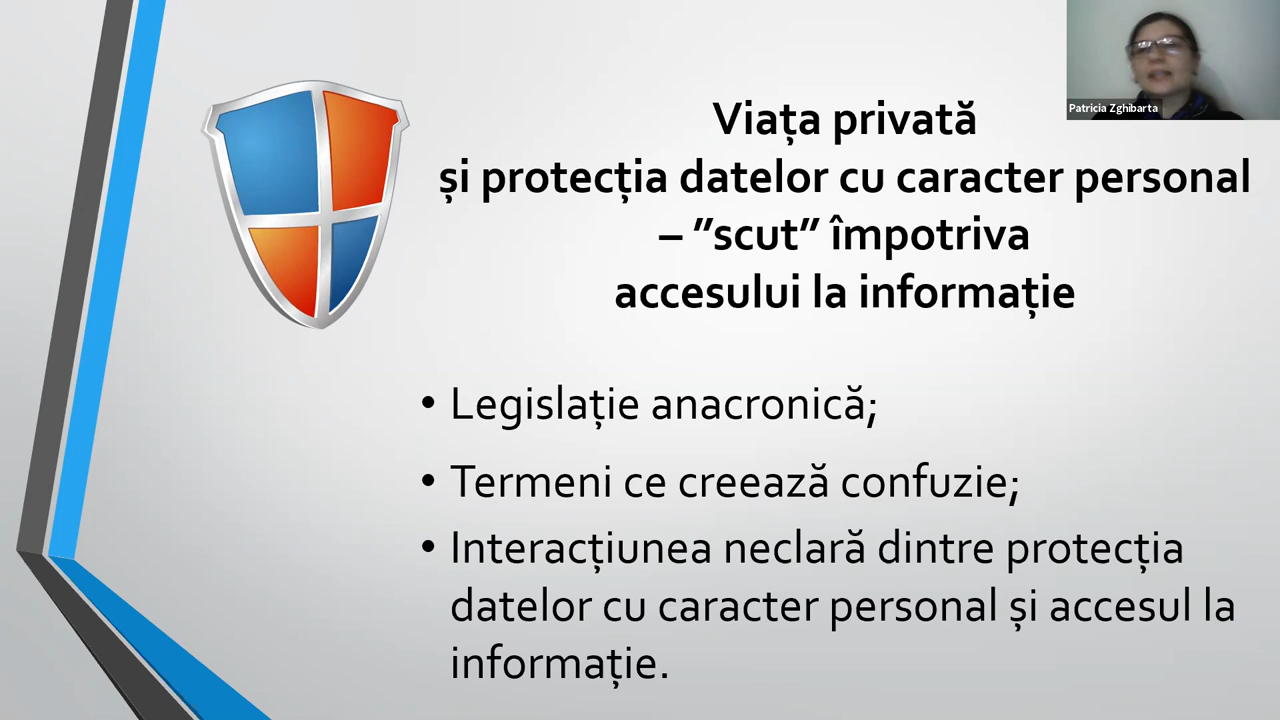 Patricia Zghibarta
Viața privată
și protecția datelor cu caracter personal
– ”scut” împotriva
accesului la informație
• Legislație anacronică;
• Termeni ce creează confuzie;
• Interacțiunea neclară dintre protecția
datelor cu caracter personal și accesul la
informație.